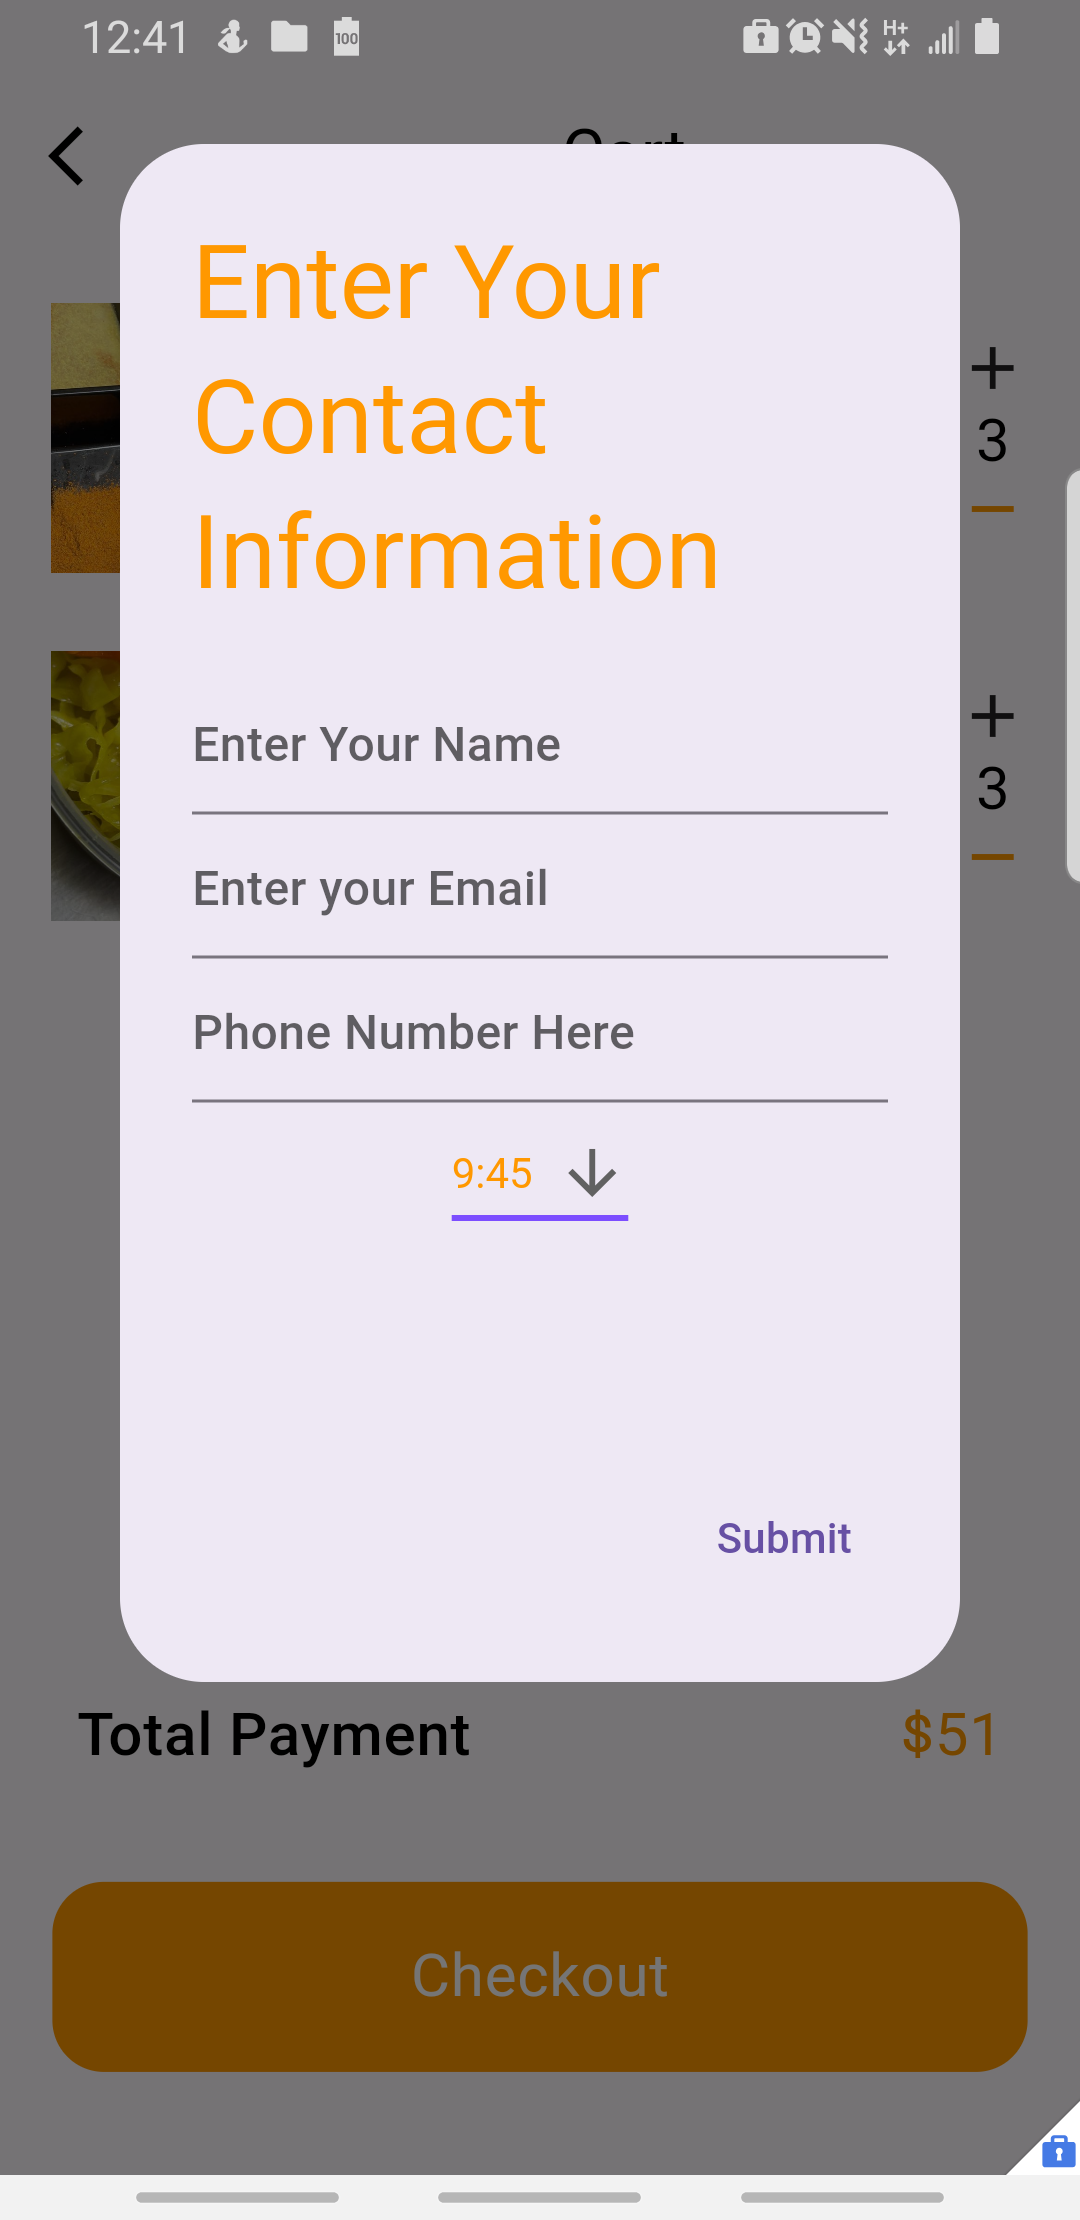 12:41
100
H+
Cart
Enter Your
Contact
Information
3
3
Enter Your Name
Enter your Email
Phone Number Here
9:45
Submit
Total Payment
$51
Checkout